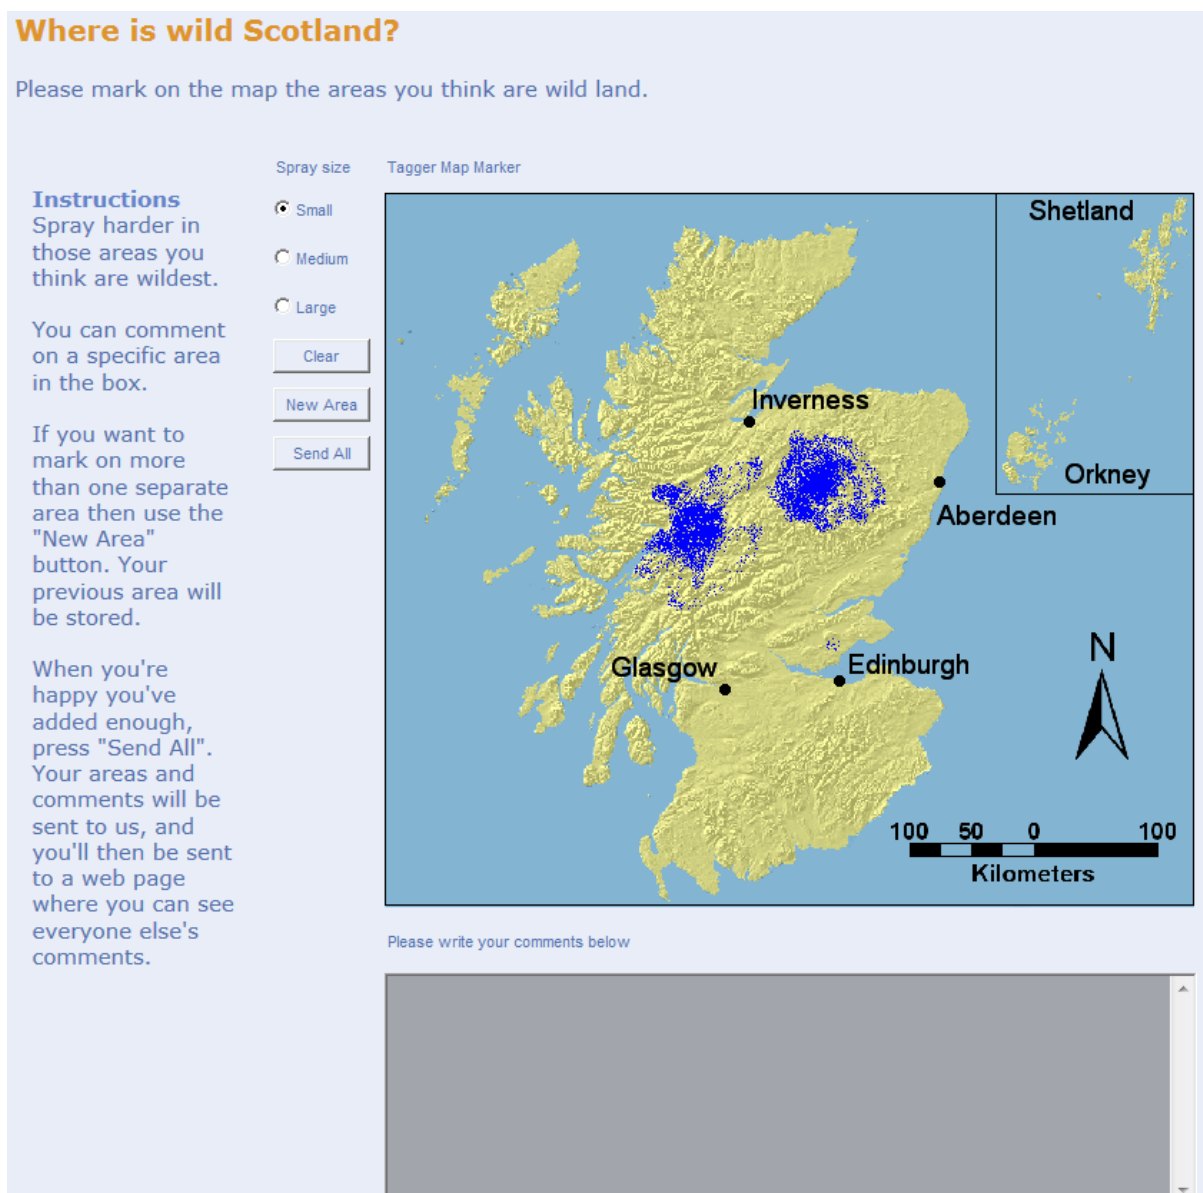 Where is wild Scotland?
Please mark on the map the areas you think are wild land.
Instructions
Spray harder in
those areas you
think are wildest.
You can comment
on a specific area
in the box.
If you want to
mark on more
than one separate
area then use the
"New Area"
button. Your
previous area will
be stored.
When you're
happy you've
added enough,
press "Send All".
Your areas and
comments will be
sent to us, and
you'll then be sent
to a web page
where you can see
everyone else's
comments.
Spray size
Small
Medium
Large
Clear
New Area
Send All
Tagger Map Marker
Shetland
Orkney
Inverness
Aberdeen
Glasgow
Edinburgh
N
100 50 0 100
Kilometers
Please write your comments below